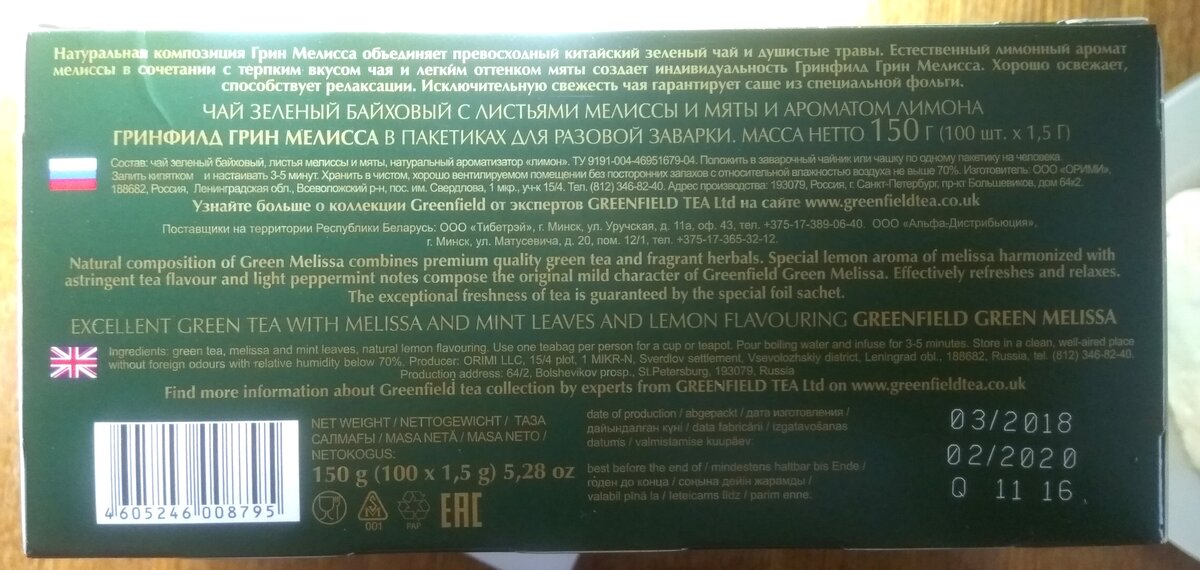 Натуральная композиция Грин Мелисса объединяет превосходный китайский зеленый чай и душистые травы. Естественный лимонный аромат
мелиссы в сочетании с терпким вкусом чая и легким оттенком мяты создает индивидуальность Гринфилд Грин Мелисса. Хорошо освежает,
способствует релаксации. Исключительную свежесть чая гарантирует саше из специальной фольги.
ЧАЙ ЗЕЛЕНЫЙ БАЙХОВЫЙ С ЛИСТЬЯМИ МЕЛИССЫ И МЯТЫ И АРОМАТОМ ЛИМОНА
ГРИНФИЛД ГРИН МЕЛИССА В ПАКЕТИКАХ ДЛЯ РАЗОВОЙ ЗАВАРКИ. МАССА НЕТТО 150 Г (100 шт. х 1,5 Г)
Состав: чай зеленый байховый, листья мелиссы и мяты, натуральный ароматизатор «лимон». ТУ 9191-004-46951679-04. Положить в заварочный чайник или чашку по одному пакетику на человека.
Залить кипятком и настаивать 3-5 минут. Хранить в чистом, хорошо вентилируемом помещении без посторонних запахов с относительной влажностью воздуха не выше 70%. Изготовитель: ООО «ОРИМИ»,
188682, Россия, Ленинградская обл., Всеволожский р-н, пос. им. Свердлова, 1 мкр., уч-к 15/4. Тел. (812) 346-82-40. Адрес производства: 193079, Россия, г. Санкт-Петербург, пр-кт Большевиков, дом 64к2.
Узнайте больше о коллекции Greenfield от экспертов GREENFIELD TEA Ltd на сайте www.greenfieldtea.co.uk
Поставщики на территории Республики Беларусь: ООО «Тибетрэй», г. Минск, ул. Уручская, д. 11а, оф. 43, тел. +375-17-389-06-40. ООО «Альфа-Дистрибьюция»,
г. Минск, ул. Матусевича, д. 20, пом. 12/1, тел. +375-17-365-32-12.
Natural composition of Green Melissa combines premium quality green tea and fragrant herbals. Special lemon aroma of melissa harmonized with
astringent tea flavour and light peppermint notes compose the original mild character of Greenfield Green Melissa. Effectively refreshes and relaxes.
The exceptional freshness of tea is guaranteed by the special foil sachet.
EXCELLENT GREEN TEA WITH MELISSA AND MINT LEAVES AND LEMON FLAVOURING GREENFIELD GREEN MELISSA
Ingredients: green tea, melissa and mint leaves, natural lemon flavouring. Use one teabag per person for a cup or teapot. Pour boiling water and infuse for 3-5 minutes. Store in a clean, well-aired place
without foreign odours with relative humidity below 70%. Producer: ORIMI LLC, 15/4 plot, 1 MIKR-N, Sverdlov settlement, Vsevolozhskiy district, Leningrad obl., 188682, Russia, tel. (812) 346-82-40.
Production address: 64/2, Bolshevikov prosp., St.Petersburg, 193079, Russia
Find more information about Greenfield tea collection by experts from GREENFIELD TEA Ltd on www.greenfieldtea.co.uk
NET WEIGHT / NETTOGEWICHT / ТАЗА
САЛМАҒЫ / MASA NETĂ / MASA NETO /
NETOKOGUS:
150 g (100 x 1,5 g) 5,28 oz
001
PAP
EAC
4605246 008795
date of production / abgepackt / дата изготовления /
дайындалған күні / data fabricării / izgatavošanas
datums / valmistamise kuupäev:
best before the end of / mindestens haltbar bis Ende /
годен до конца / соңына дейін жарамды /
valabil pînă la / Ieteicams līdz / parim enne.
03/2018
02/2020
Q 11 16